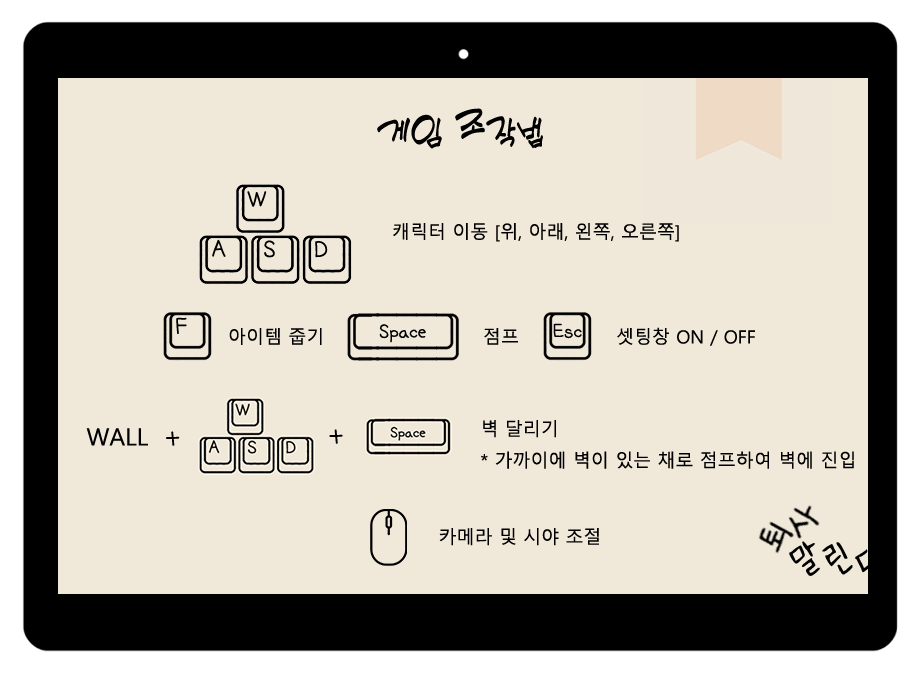 게임 조작법
W
A S D
캐릭터 이동 [위, 아래, 왼쪽, 오른쪽]
F 아이템 줍기 Space 점프 Esc 셋팅창 ON / OFF
W
WALL + A S D + Space
벽 달리기
* 가까이에 벽이 있는 채로 점프하여 벽에 진입
카메라 및 시야 조절
퇴사
말린